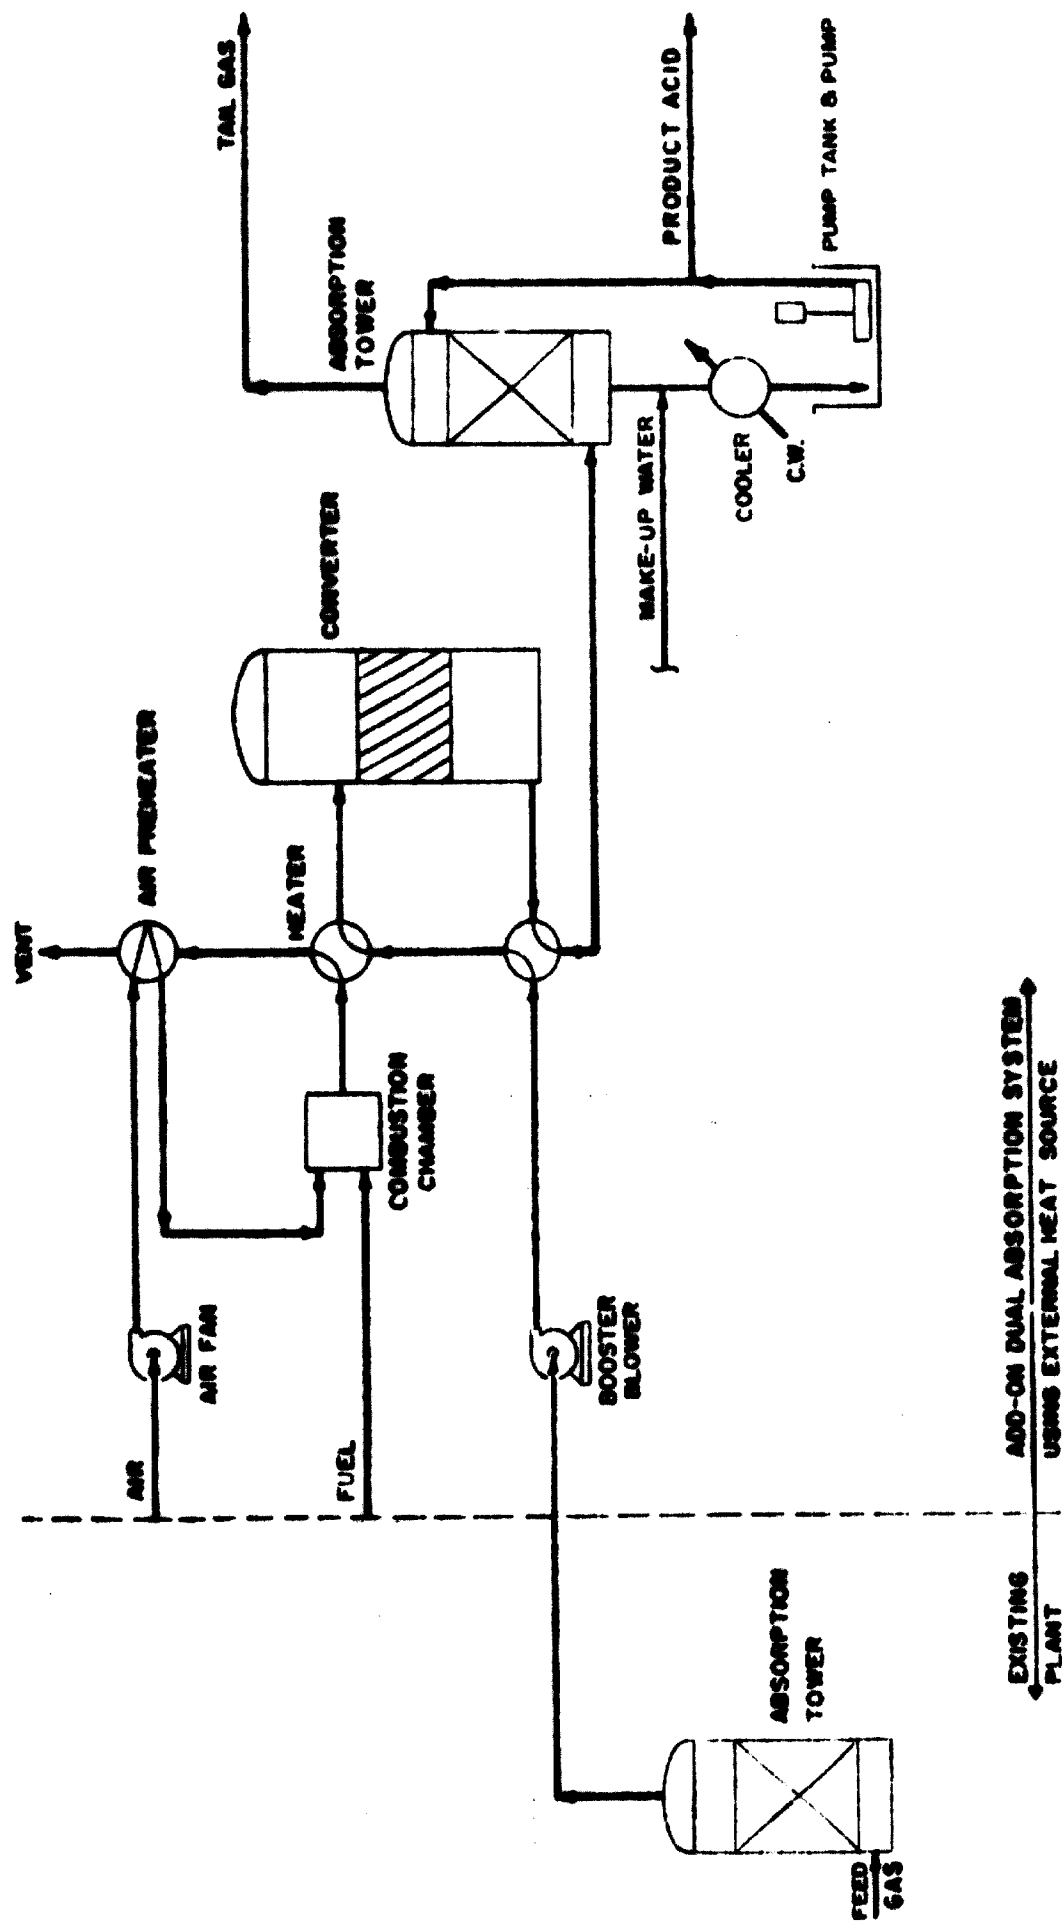 TAIL GAS
ABSORPTION
TOWER
PRODUCT ACID
PUMP TANK & PUMP
CONVERTER
MAKE-UP WATER
COOLER
C.W.
VENT
AIR PREHEATER
HEATER
COMBUSTION
CHAMBER
AIR
AIR FAN
FUEL
BOOSTER
BLOWER
ABSORPTION
TOWER
FEED
GAS
EXISTING
PLANT
ADD-ON DUAL ABSORPTION SYSTEM
USING EXTERNAL HEAT SOURCE